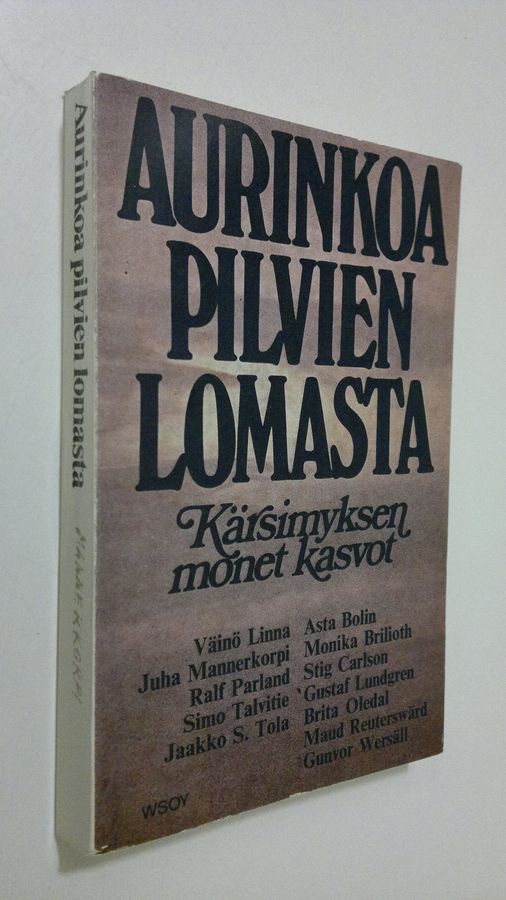 AURINKOA
PILVIEN
LOMASTA
Kärsimyksen
monet kasvot
Väinö Linna
Juha Mannerkorpi
Ralf Parland
Simo Talvitie
Jaakko S. Tola
Asta Bolin
Monika Brilioth
Stig Carlson
Gustaf Lundgren
Brita Oledal
Maud Reuterswärd
Gunvor Wersäll
WSOY
Aurinkoa pilvien lomasta
MANNERKORPI